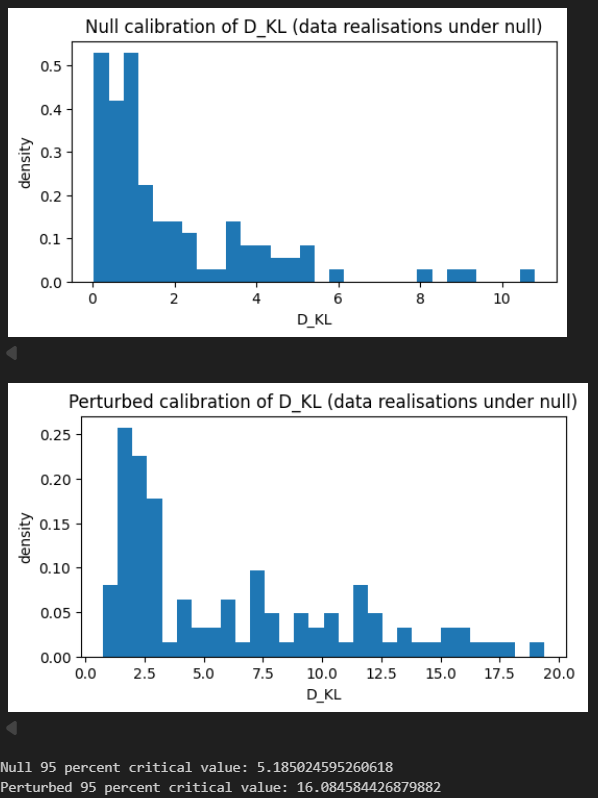 Null calibration of D_KL (data realisations under null)
0.5
0.4
0.3
0.2
0.1
0.0
density
0 2 4 6 8 10
D_KL
Perturbed calibration of D_KL (data realisations under null)
0.25
0.20
0.15
0.10
0.05
0.00
density
0.0 2.5 5.0 7.5 10.0 12.5 15.0 17.5 20.0
D_KL
Null 95 percent critical value: 5.185024595260618
Perturbed 95 percent critical value: 16.084584426879882